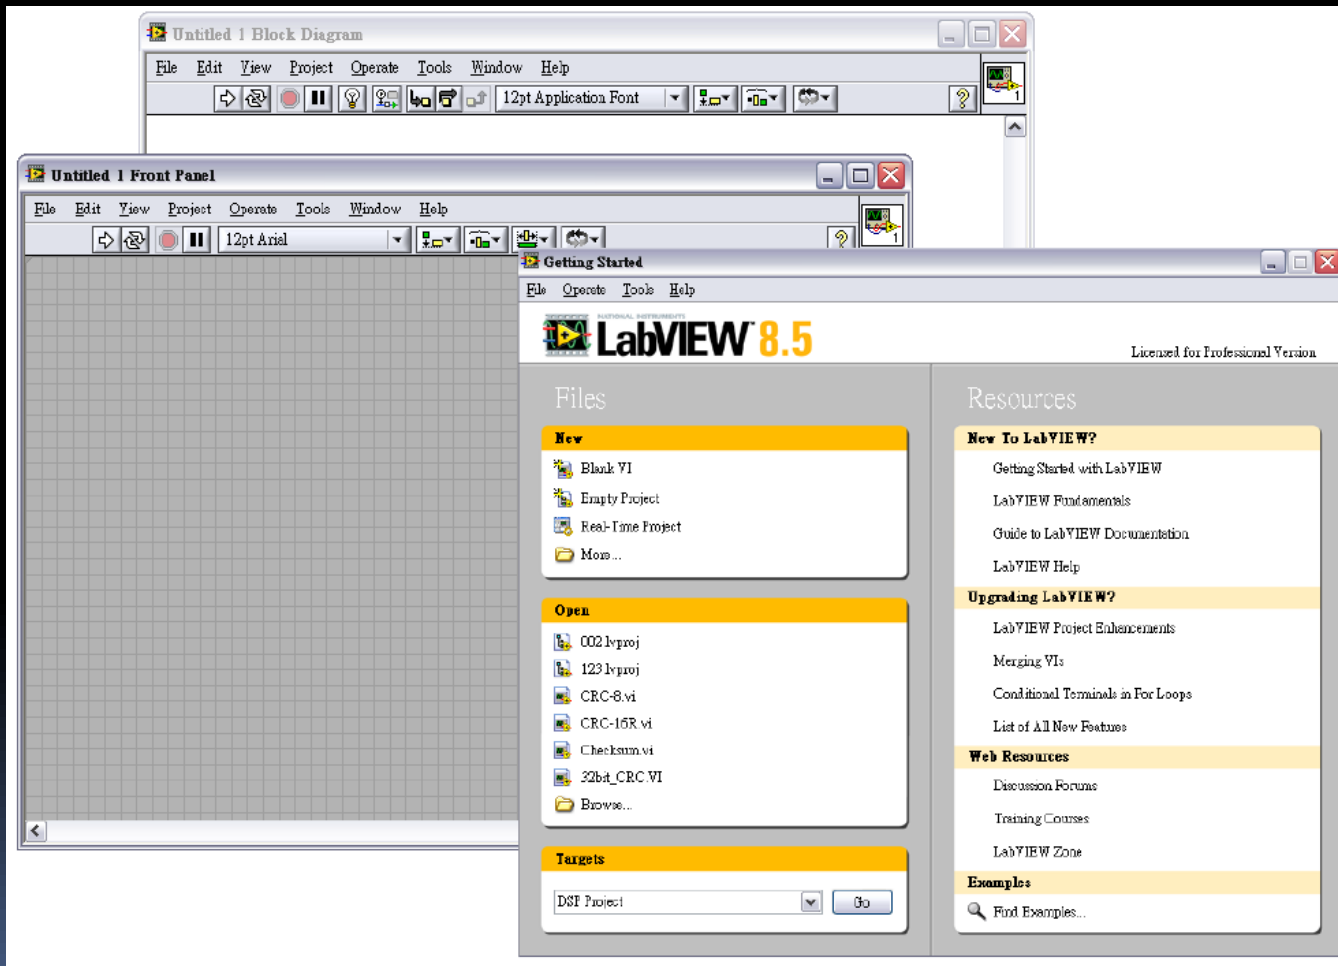 Untitled 1 Block Diagram
File Edit View Project Operate Tools Window Help
12pt Application Font
1
Untitled 1 Front Panel
File Edit View Project Operate Tools Window Help
12pt Arial
1
Getting Started
File Operate Tools Help
NATIONAL INSTRUMENTS
LabVIEW™ 8.5
Licensed for Professional Version
Files
New
Blank VI
Empty Project
Real-Time Project
More...
Open
002.lvproj
123.lvproj
CRC-8.vi
CRC-16R.vi
Checksum.vi
32bit_CRC.VI
Browse...
Targets
DSP Project
Go
Resources
New To LabVIEW?
Getting Started with LabVIEW
LabVIEW Fundamentals
Guide to LabVIEW Documentation
LabVIEW Help
Upgrading LabVIEW?
LabVIEW Project Enhancements
Merging VIs
Conditional Terminals in For Loops
List of All New Features
Web Resources
Discussion Forums
Training Courses
LabVIEW Zone
Examples
Find Examples...